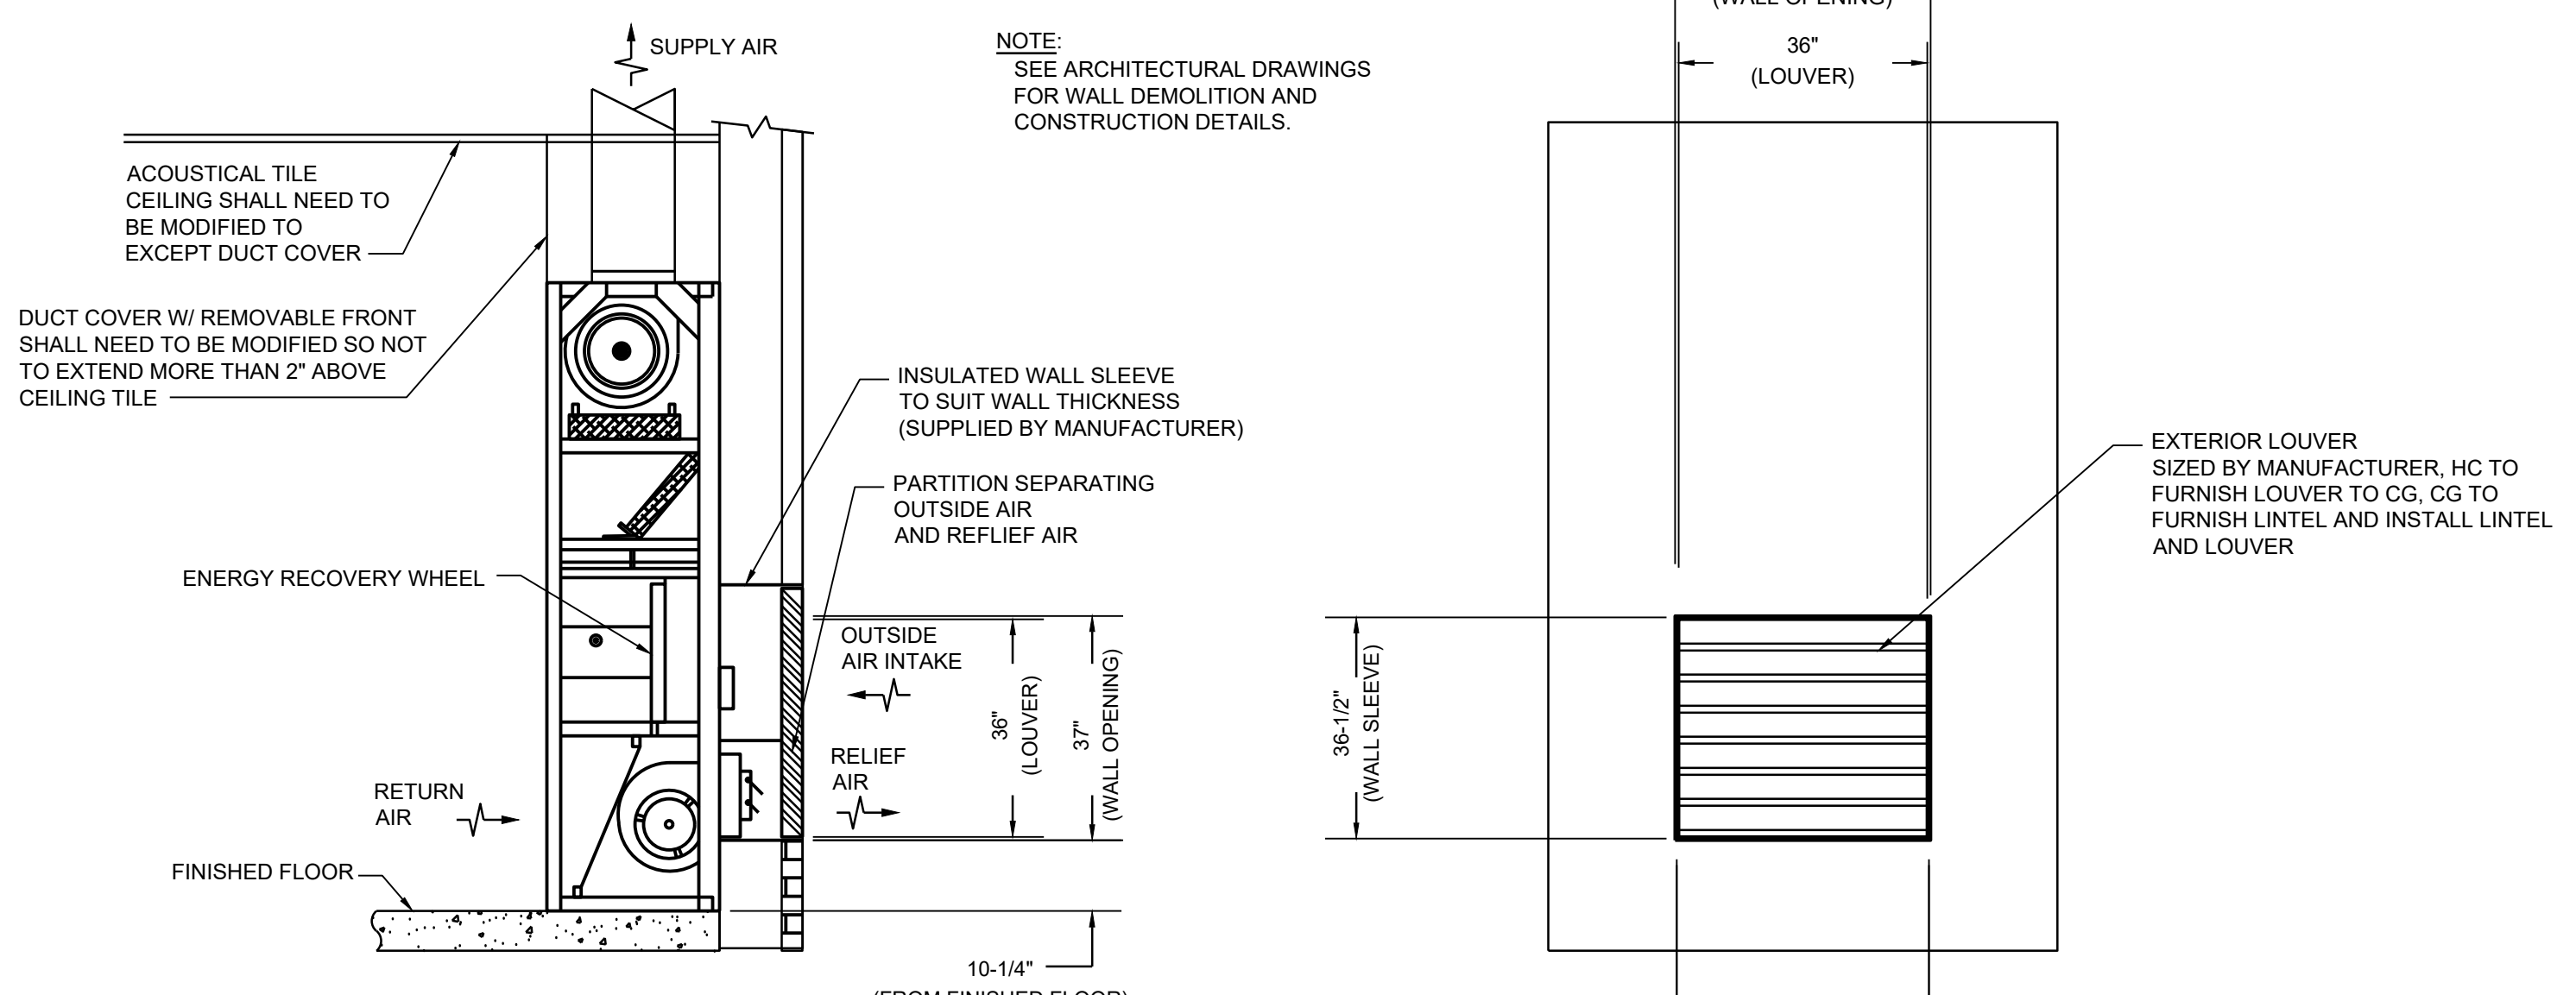 (WALL OPENING)
SUPPLY AIR
NOTE:
SEE ARCHITECTURAL DRAWINGS
FOR WALL DEMOLITION AND
CONSTRUCTION DETAILS.
36"
(LOUVER)
ACOUSTICAL TILE
CEILING SHALL NEED TO
BE MODIFIED TO
EXCEPT DUCT COVER
DUCT COVER W/ REMOVABLE FRONT
SHALL NEED TO BE MODIFIED SO NOT
TO EXTEND MORE THAN 2" ABOVE
CEILING TILE
INSULATED WALL SLEEVE
TO SUIT WALL THICKNESS
(SUPPLIED BY MANUFACTURER)
PARTITION SEPARATING
OUTSIDE AIR
AND REFLIEF AIR
EXTERIOR LOUVER
SIZED BY MANUFACTURER, HC TO
FURNISH LOUVER TO CG, CG TO
FURNISH LINTEL AND INSTALL LINTEL
AND LOUVER
ENERGY RECOVERY WHEEL
OUTSIDE
AIR INTAKE
36"
(LOUVER)
37"
(WALL OPENING)
36-1/2"
(WALL SLEEVE)
RELIEF
AIR
RETURN
AIR
FINISHED FLOOR
10-1/4"
(FROM FINISHED FLOOR)